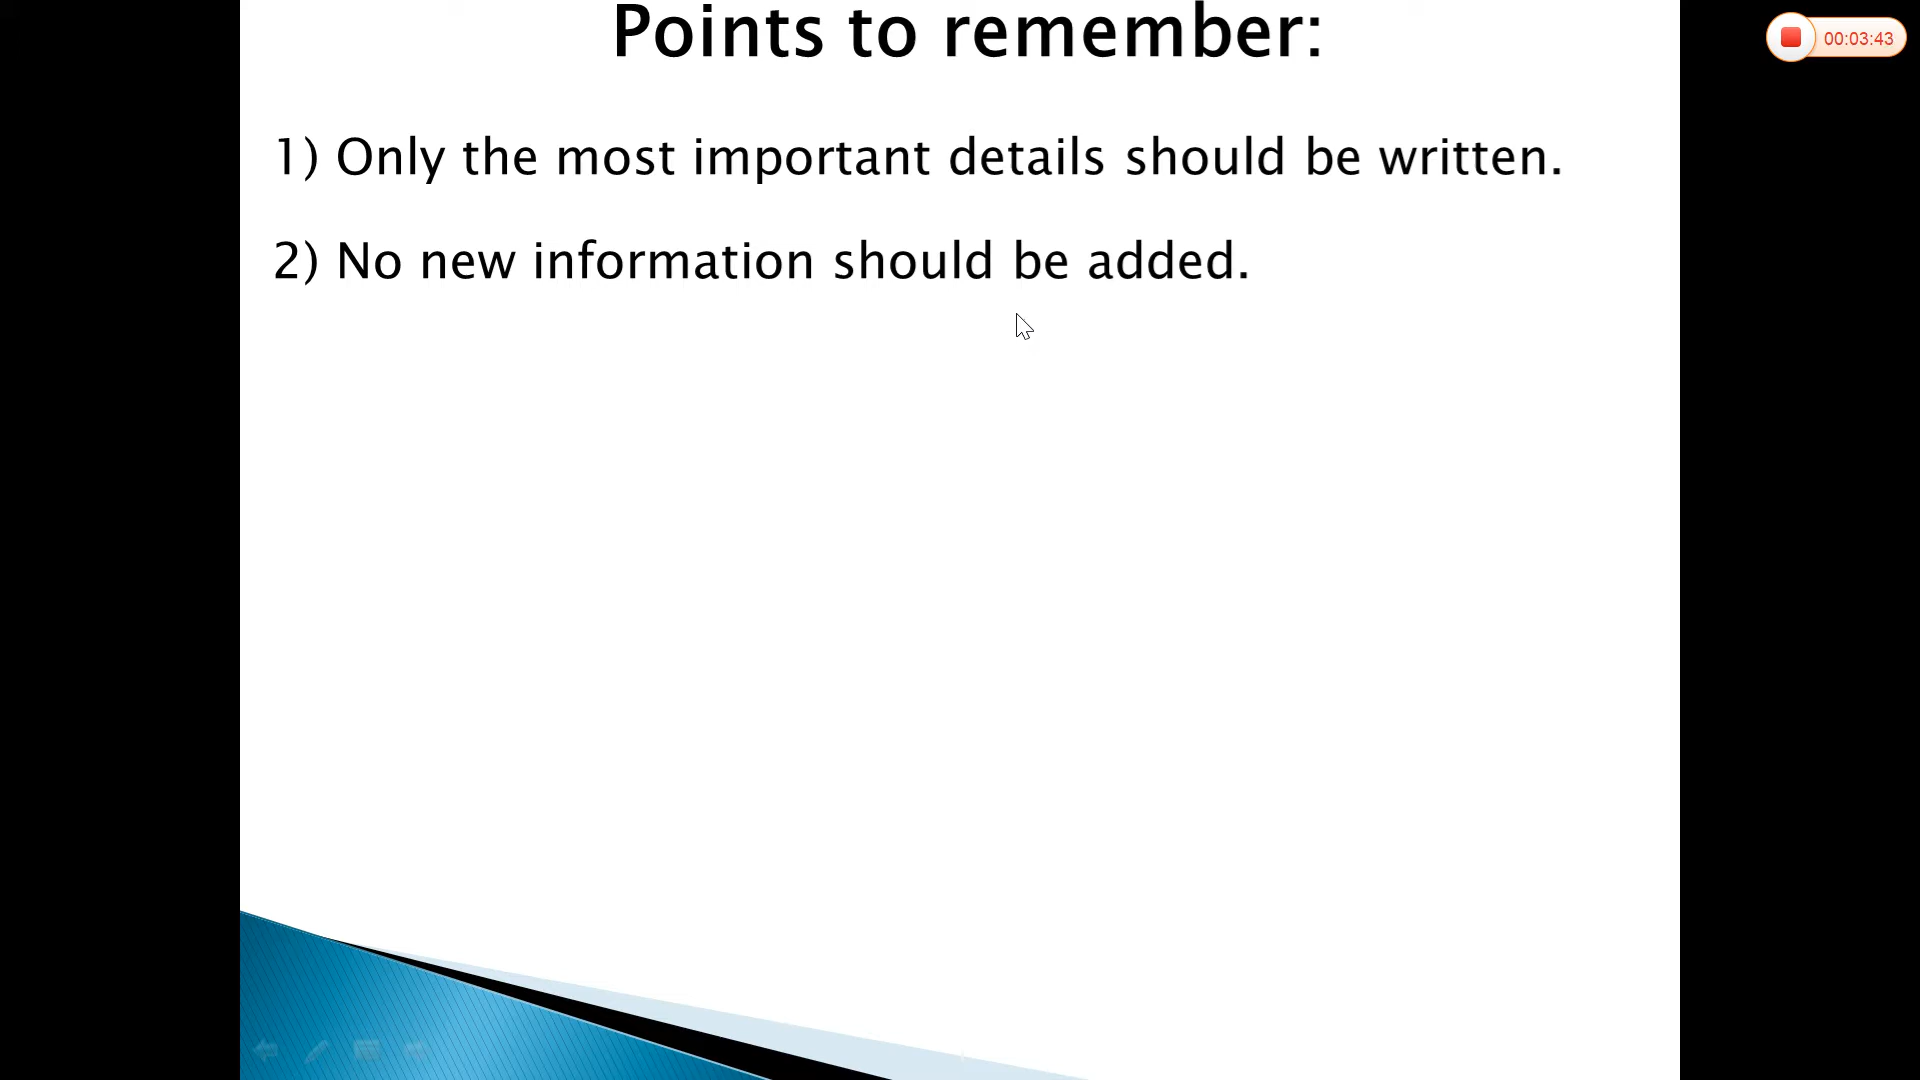 Points to remember:
00:03:43
1) Only the most important details should be written.
2) No new information should be added.